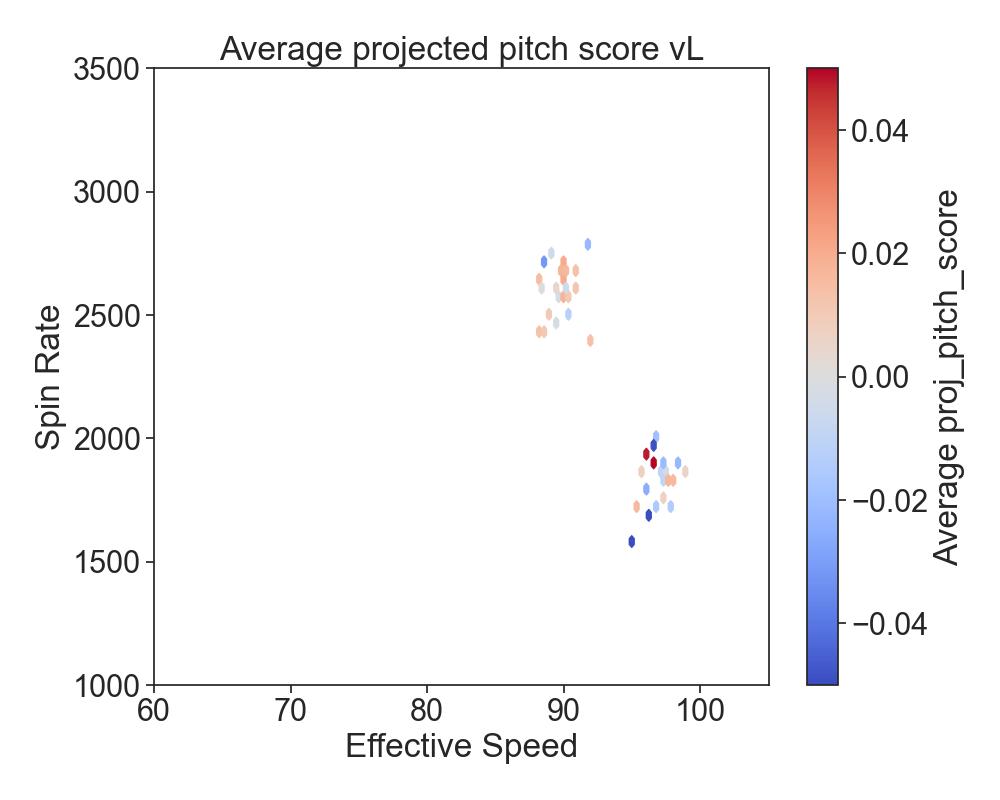 Average projected pitch score vL
3500
3000
2500
2000
1500
1000
Spin Rate
60 70 80 90 100
Effective Speed
0.04
0.02
0.00
−0.02
−0.04
Average proj_pitch_score